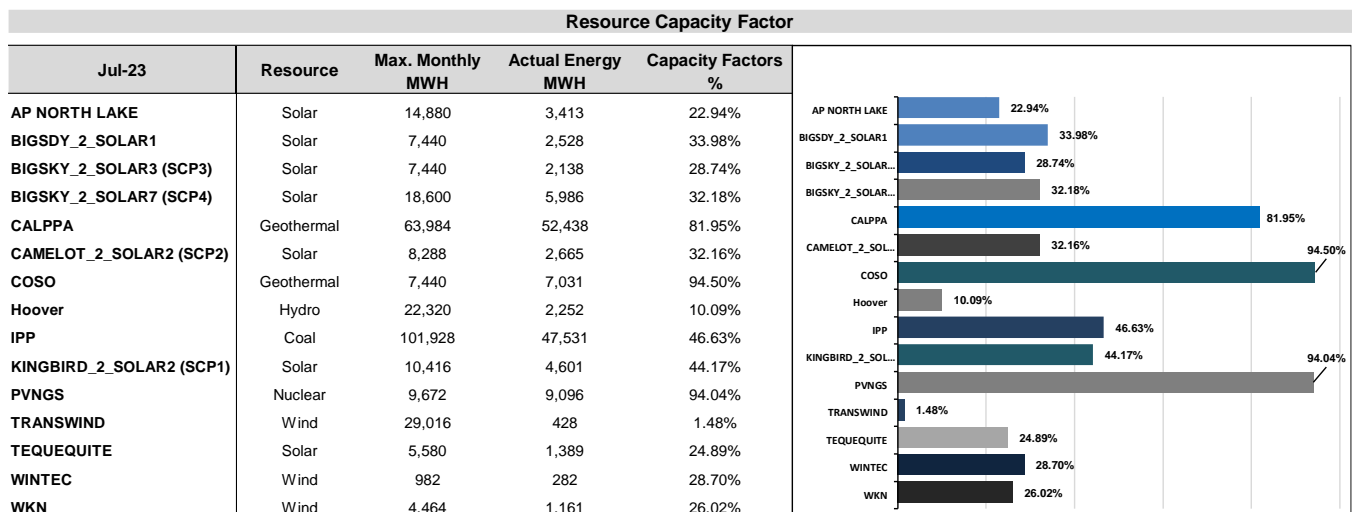 Resource Capacity Factor
Jul-23 Resource Max. Monthly MWH Actual Energy MWH Capacity Factors %
AP NORTH LAKE Solar 14,880 3,413 22.94%
BIGSDY_2_SOLAR1 Solar 7,440 2,528 33.98%
BIGSKY_2_SOLAR3 (SCP3) Solar 7,440 2,138 28.74%
BIGSKY_2_SOLAR7 (SCP4) Solar 18,600 5,986 32.18%
CALPPA Geothermal 63,984 52,438 81.95%
CAMELOT_2_SOLAR2 (SCP2) Solar 8,288 2,665 32.16%
COSO Geothermal 7,440 7,031 94.50%
Hoover Hydro 22,320 2,252 10.09%
IPP Coal 101,928 47,531 46.63%
KINGBIRD_2_SOLAR2 (SCP1) Solar 10,416 4,601 44.17%
PVNGS Nuclear 9,672 9,096 94.04%
TRANSWIND Wind 29,016 428 1.48%
TEQUEQUITE Solar 5,580 1,389 24.89%
WINTEC Wind 982 282 28.70%
WKN Wind 4,464 1,161 26.02%
AP NORTH LAKE 22.94%
BIGSDY_2_SOLAR1 33.98%
BIGSKY_2_SOLAR... 28.74%
BIGSKY_2_SOLAR... 32.18%
CALPPA 81.95%
CAMELOT_2_SOL... 32.16%
COSO 94.50%
Hoover 10.09%
IPP 46.63%
KINGBIRD_2_SOL... 44.17%
PVNGS 94.04%
TRANSWIND 1.48%
TEQUEQUITE 24.89%
WINTEC 28.70%
WKN 26.02%